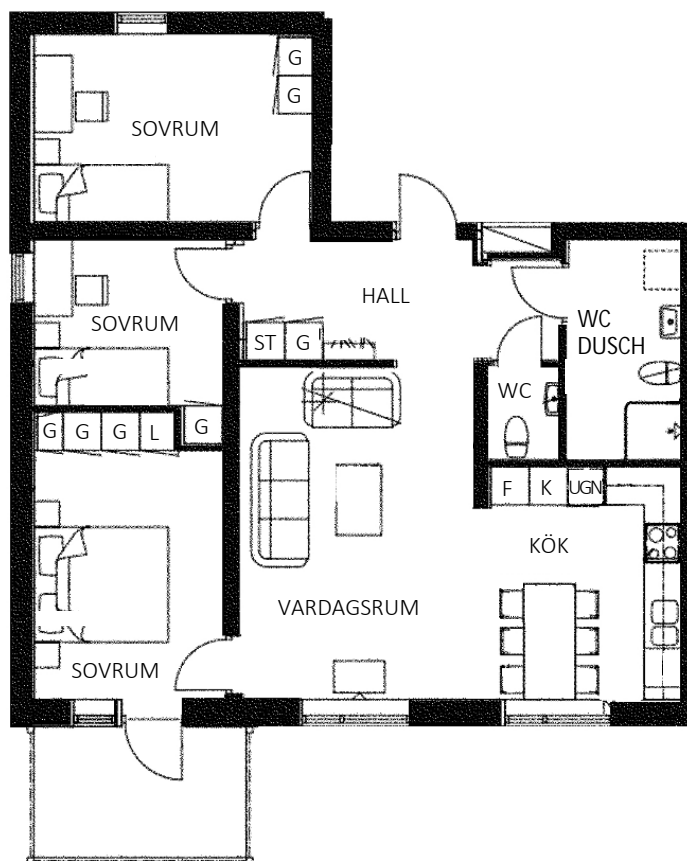 G
G
SOVRUM
SOVRUM
HALL
WC
DUSCH
ST G
WC
G G G L G
F K UGN
KÖK
VARDAGSRUM
SOVRUM